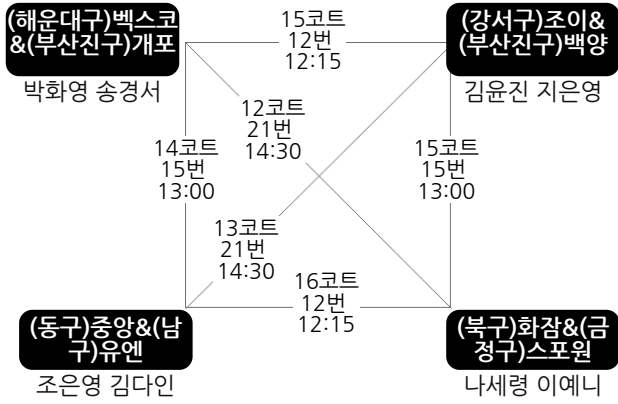 (해운대구)벡스코
&(부산진구)개포
박화영 송경서
15코트
12번
12:15
(강서구)조이&
(부산진구)백양
김윤진 지은영
12코트
21번
14:30
14코트
15번
13:00
15코트
15번
13:00
13코트
21번
14:30
16코트
12번
12:15
(동구)중앙&(남
구)유엔
조은영 김다인
(북구)화잠&(금
정구)스포원
나세령 이예니